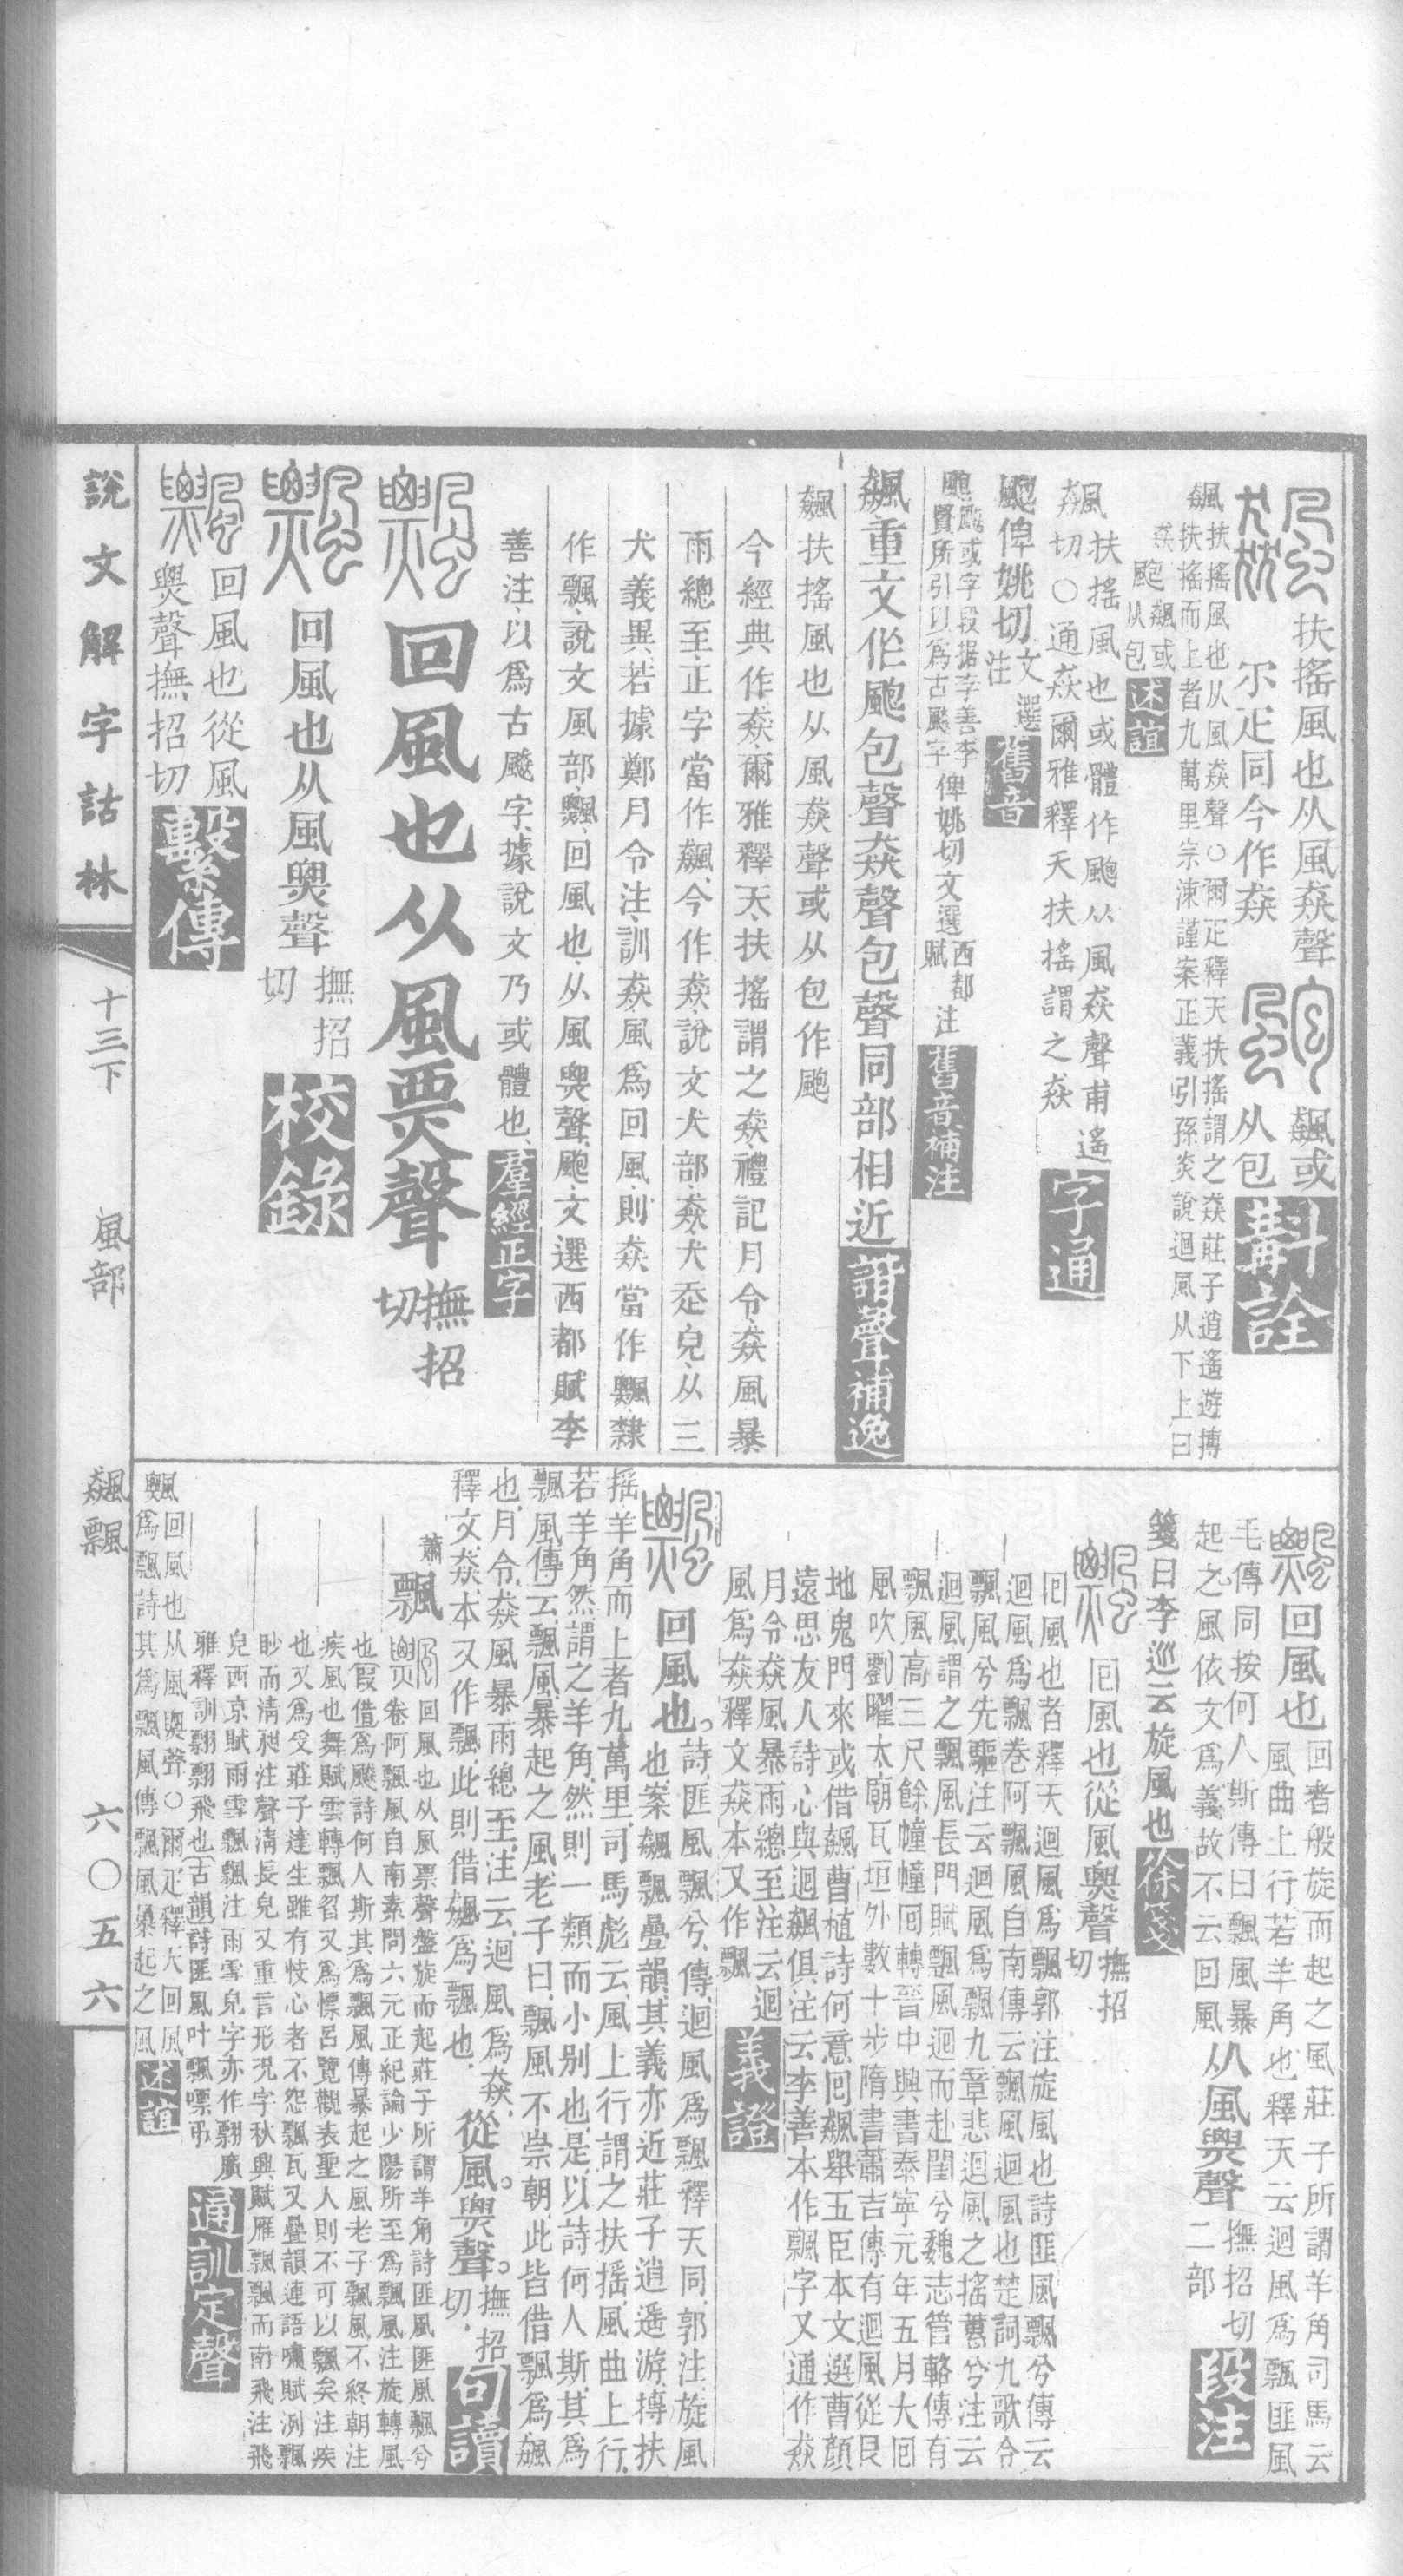 扶搖風也从風猋聲
尒疋同今作猋
飆或
从包
斠詮
飆扶搖風也从風猋聲○爾疋釋天扶搖謂之猋莊子逍遙遊摶
扶搖而上者九萬里宗涑謹案正義引孫炎說迴風从下上曰
猋
飆或
颮从包
述誼
飆扶搖風也或體作颮从風猋聲甫遙
切○通猋爾雅釋天扶搖謂之猋
字通
颮俾姚切文選
注
舊音
颮颮或字段据李善李
賢所引以爲古飇字
俾姚切文選西都
賦注
舊音補注
飆重文作颮包聲猋聲包聲同部相近
諧聲補逸
飆扶搖風也从風猋聲或从包作颮
今經典作猋爾雅釋天扶搖謂之猋禮記月令猋風暴
雨總至正字當作飆今作猋說文犬部猋犬走皃从三
犬義異若據鄭月令注訓猋風爲回風則猋當作飄隸
作飄說文風部飄回風也从風㶾聲颮文選西都賦李
善注以爲古飇字據說文乃或體也
羣經正字
回風也从風票聲撫招
切
回風也从風㶾聲撫招
切
校錄
回風也從風
㶾聲撫招切
繫傳
說文解字詁林
十三下
風部
飆飄
六〇五六
回風也回者般旋而起之風莊子所謂羊角司馬云
風曲上行若羊角也釋天云迴風爲飄匪風
毛傳同按何人斯傳曰飄風暴
起之風依文爲義故不云回風
从風㶾聲撫招切
二部
段注
箋曰李巡云旋風也
徐箋
回風也從風㶾聲撫招
切
回風也者釋天迴風爲飄郭注旋風也詩匪風飄兮傳云
迴風爲飄卷阿飄風自南傳云飄風迴風也楚詞九歌令
飄風兮先驅注云迴風爲飄九章悲迴風之搖蕙兮注云
迴風謂之飄風長門賦飄風迴而赴閨兮魏志管輅傳有
飄風高三尺餘幢幢回轉晉中興書泰寧元年五月大回
風吹劉曜太廟瓦垣外數十步隋書蕭吉傳有迴風從艮
地鬼門來或借飆曹植詩何意回飆舉五臣本文選曹顏
遠思友人詩心與迴飆俱注云李善本作飄字又通作猋
月令猋風暴雨總至注云迴
風爲猋釋文猋本又作飄
義證
回風也。詩匪風飄兮傳迴風爲飄釋天同郭注旋風
也案飆飄疊韻其義亦近莊子逍遙游摶扶
搖羊角而上者九萬里司馬彪云風上行謂之扶搖風曲上行
若羊角然謂之羊角然則一類而小別也是以詩何人斯其爲
飄風傳云飄風暴起之風老子曰飄風不崇朝此皆借飄爲飆
也月令猋風暴雨總至注云迴風爲猋
釋文猋本又作飄此則借飆爲飄也
從風㶾聲。撫招
切
句讀
蕭
飄
回風也从風票聲盤旋而起莊子所謂羊角詩匪風匪風飄兮
卷阿飄風自南素問六元正紀論少陽所至爲飄風注旋轉風
也(叚借)爲飇詩何人斯其爲飄風傳暴起之風老子飄風不終朝注
疾風也舞賦雲轉飄曶又爲慓呂覽觀表聖人則不可以飄矣注疾
也又爲𠬪莊子達生雖有忮心者不怨飄瓦又疊韻連語嘯賦洌飄
眇而清昶注聲清長皃又重言形況字秋興賦雁飄飄而南飛注飛
皃西京賦雨雪飄飄注雨雪皃字亦作翲廣
雅釋訓翲翲飛也(古韻)詩匪風叶飄嘌弔
通訓定聲
飄回風也从風㶾聲○爾疋釋天回風
爲飄詩其爲飄風傳飄風暴起之風
述誼